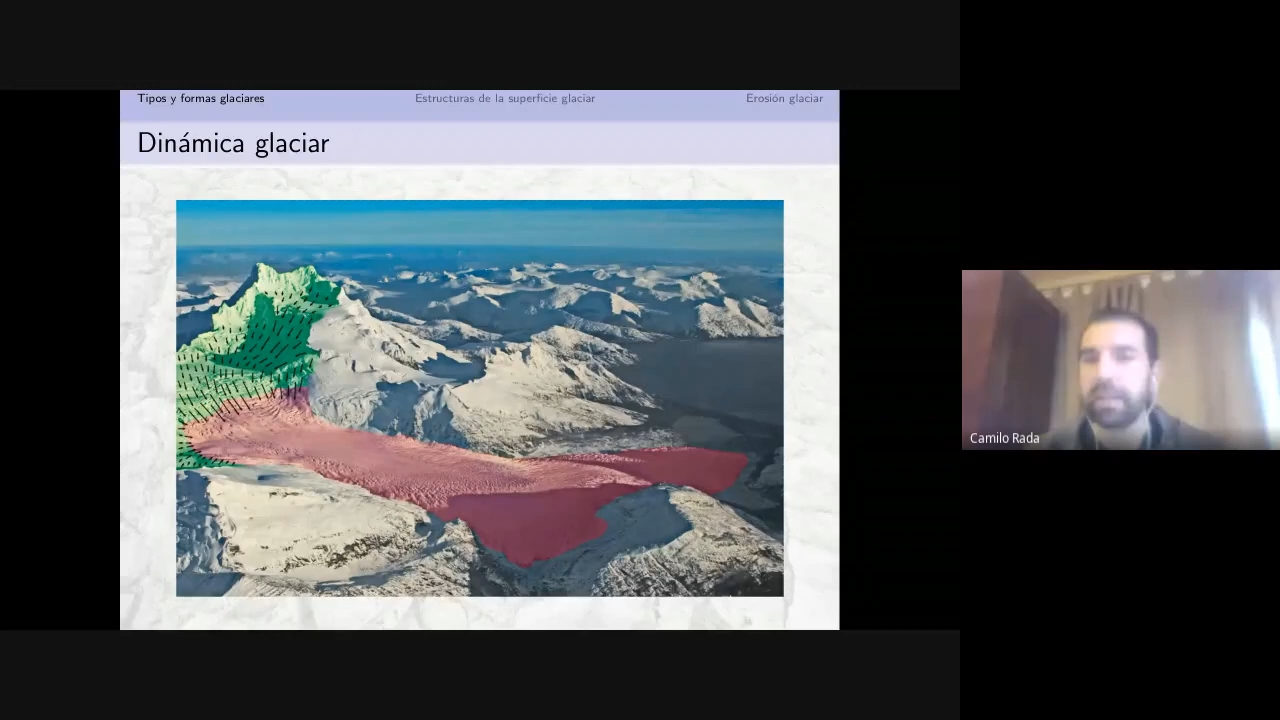 Tipos y formas glaciares
Estructuras de la superficie glaciar
Erosión glaciar
Dinámica glaciar
Camilo Rada